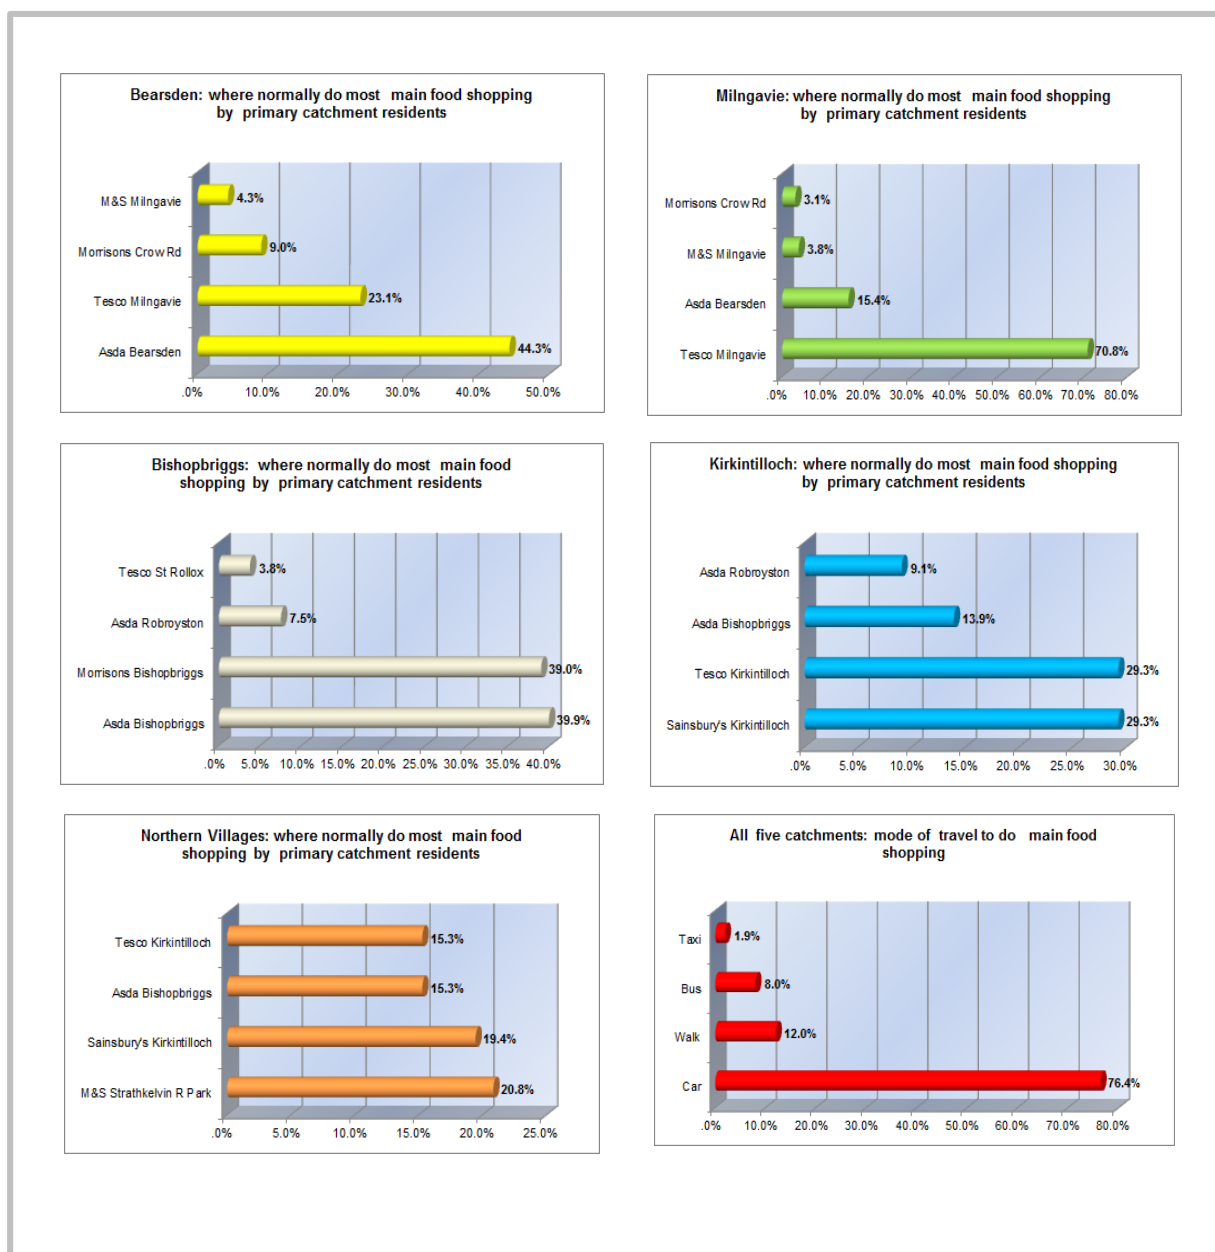 Bearsden: where normally do most main food shopping
by primary catchment residents
M&S Milngavie
4.3%
Morrisons Crow Rd
9.0%
Tesco Milngavie
23.1%
Asda Bearsden
44.3%
.0% 10.0% 20.0% 30.0% 40.0% 50.0%
Milngavie: where normally do most main food shopping
by primary catchment residents
Morrisons Crow Rd
3.1%
M&S Milngavie
3.8%
Asda Bearsden
15.4%
Tesco Milngavie
70.8%
.0% 10.0% 20.0% 30.0% 40.0% 50.0% 60.0% 70.0% 80.0%
Bishopbriggs: where normally do most main food
shopping by primary catchment residents
Tesco St Rollox
3.8%
Asda Robroyston
7.5%
Morrisons Bishopbriggs
39.0%
Asda Bishopbriggs
39.9%
.0% 5.0% 10.0% 15.0% 20.0% 25.0% 30.0% 35.0% 40.0%
Kirkintilloch: where normally do most main food shopping
by primary catchment residents
Asda Robroyston
9.1%
Asda Bishopbriggs
13.9%
Tesco Kirkintilloch
29.3%
Sainsbury's Kirkintilloch
29.3%
.0% 5.0% 10.0% 15.0% 20.0% 25.0% 30.0%
Northern Villages: where normally do most main food
shopping by primary catchment residents
Tesco Kirkintilloch
15.3%
Asda Bishopbriggs
15.3%
Sainsbury's Kirkintilloch
19.4%
M&S Strathkelvin R Park
20.8%
.0% 5.0% 10.0% 15.0% 20.0% 25.0%
All five catchments: mode of travel to do main food
shopping
Taxi
1.9%
Bus
8.0%
Walk
12.0%
Car
76.4%
.0% 10.0% 20.0% 30.0% 40.0% 50.0% 60.0% 70.0% 80.0%